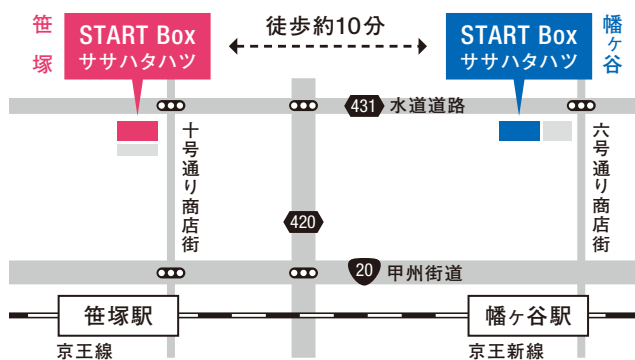 笹塚
START Box
ササハタハツ
徒歩約10分
START Box
ササハタハツ
幡ヶ谷
431 水道道路
十号通り商店街
六号通り商店街
420
20 甲州街道
笹塚駅
幡ヶ谷駅
京王線
京王新線